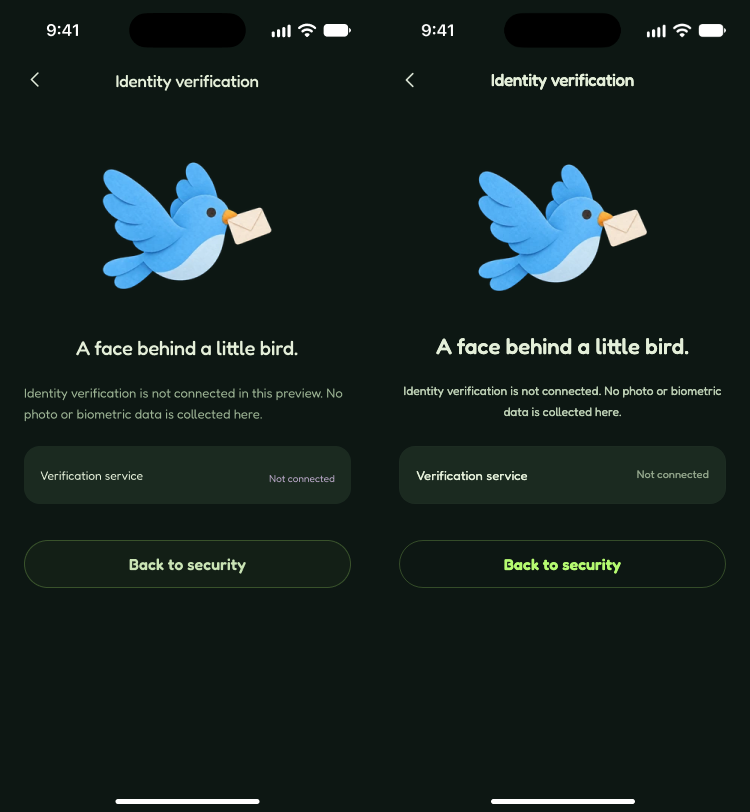 9:41
Identity verification
A face behind a little bird.
Identity verification is not connected in this preview. No
photo or biometric data is collected here.
Verification service
Not connected
Back to security
9:41
Identity verification
A face behind a little bird.
Identity verification is not connected. No photo or biometric
data is collected here.
Verification service
Not connected
Back to security